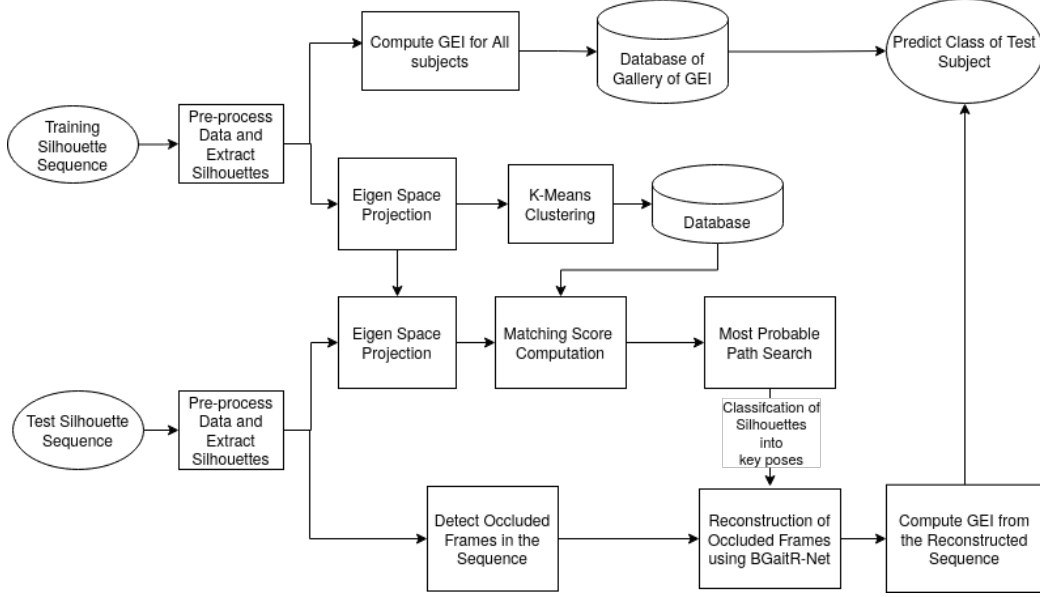 Compute GEI for All
subjects
Database of
Gallery of GEI
Predict Class of Test
Subject
Training
Silhouette
Sequence
Pre-process
Data and
Extract
Silhouettes
Eigen Space
Projection
K-Means
Clustering
Database
Eigen Space
Projection
Matching Score
Computation
Most Probable
Path Search
Test Silhouette
Sequence
Pre-process
Data and
Extract
Silhouettes
Classifcation of
Silhouettes
into
key poses
Detect Occluded
Frames in the
Sequence
Reconstruction of
Occluded Frames
using BGaitR-Net
Compute GEI from
the Reconstructed
Sequence